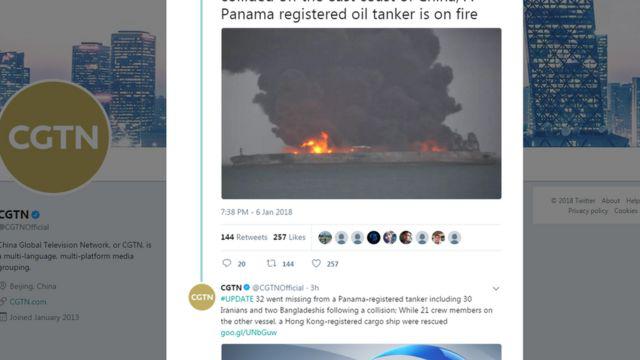 Panama registered oil tanker is on fire
7:38 PM - 6 Jan 2018
144 Retweets 257 Likes
20 144 257
CGTN @CGTNOfficial · 3h
#UPDATE 32 went missing from a Panama-registered tanker including 30
Iranians and two Bangladeshis following a collision; While 21 crew members on
the other vessel, a Hong Kong-registered cargo ship were rescued
goo.gl/UNbGuw
CGTN
CGTN
CGTN
@CGTNOfficial
China Global Television Network, or CGTN, is
a multi-language, multi-platform media
grouping.
Beijing, China
CGTN.com
Joined January 2013
© 2018 Twitter About Help
Privacy policy Cookies